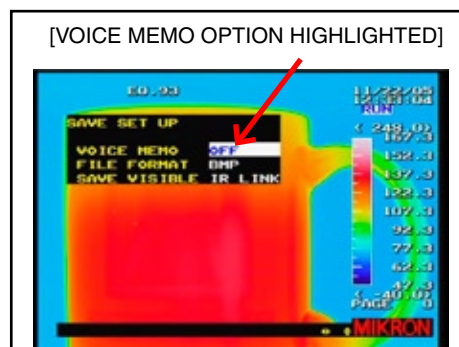 [VOICE MEMO OPTION HIGHLIGHTED]
E0.93
11/22/05
RUN
SAVE SET UP
VOICE MEMO OFF
FILE FORMAT BMP
SAVE VISIBLE IR LINK
167.3
152.3
137.3
122.3
107.3
92.3
77.3
62.3
47.3
PAGE 0
MIKRON